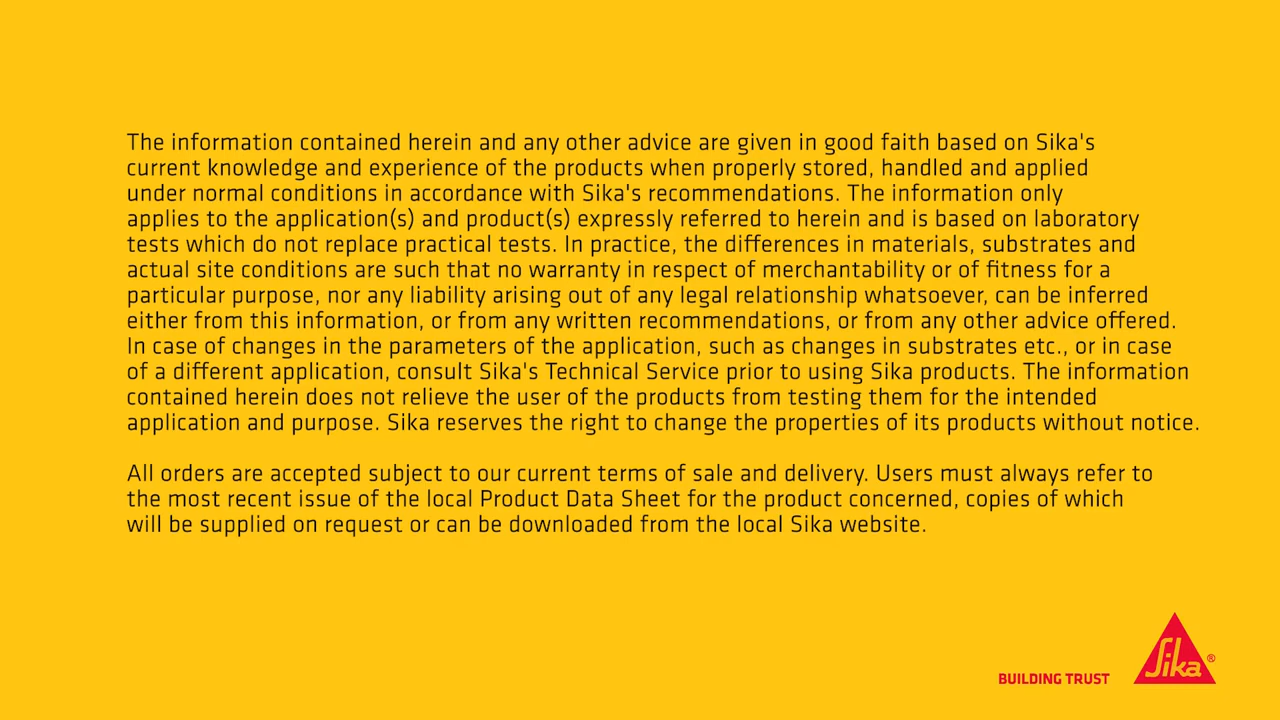 The information contained herein and any other advice are given in good faith based on Sika's
current knowledge and experience of the products when properly stored, handled and applied
under normal conditions in accordance with Sika's recommendations. The information only
applies to the application(s) and product(s) expressly referred to herein and is based on laboratory
tests which do not replace practical tests. In practice, the differences in materials, substrates and
actual site conditions are such that no warranty in respect of merchantability or of fitness for a
particular purpose, nor any liability arising out of any legal relationship whatsoever, can be inferred
either from this information, or from any written recommendations, or from any other advice offered.
In case of changes in the parameters of the application, such as changes in substrates etc., or in case
of a different application, consult Sika's Technical Service prior to using Sika products. The information
contained herein does not relieve the user of the products from testing them for the intended
application and purpose. Sika reserves the right to change the properties of its products without notice.
All orders are accepted subject to our current terms of sale and delivery. Users must always refer to
the most recent issue of the local Product Data Sheet for the product concerned, copies of which
will be supplied on request or can be downloaded from the local Sika website.
BUILDING TRUST
Sika®